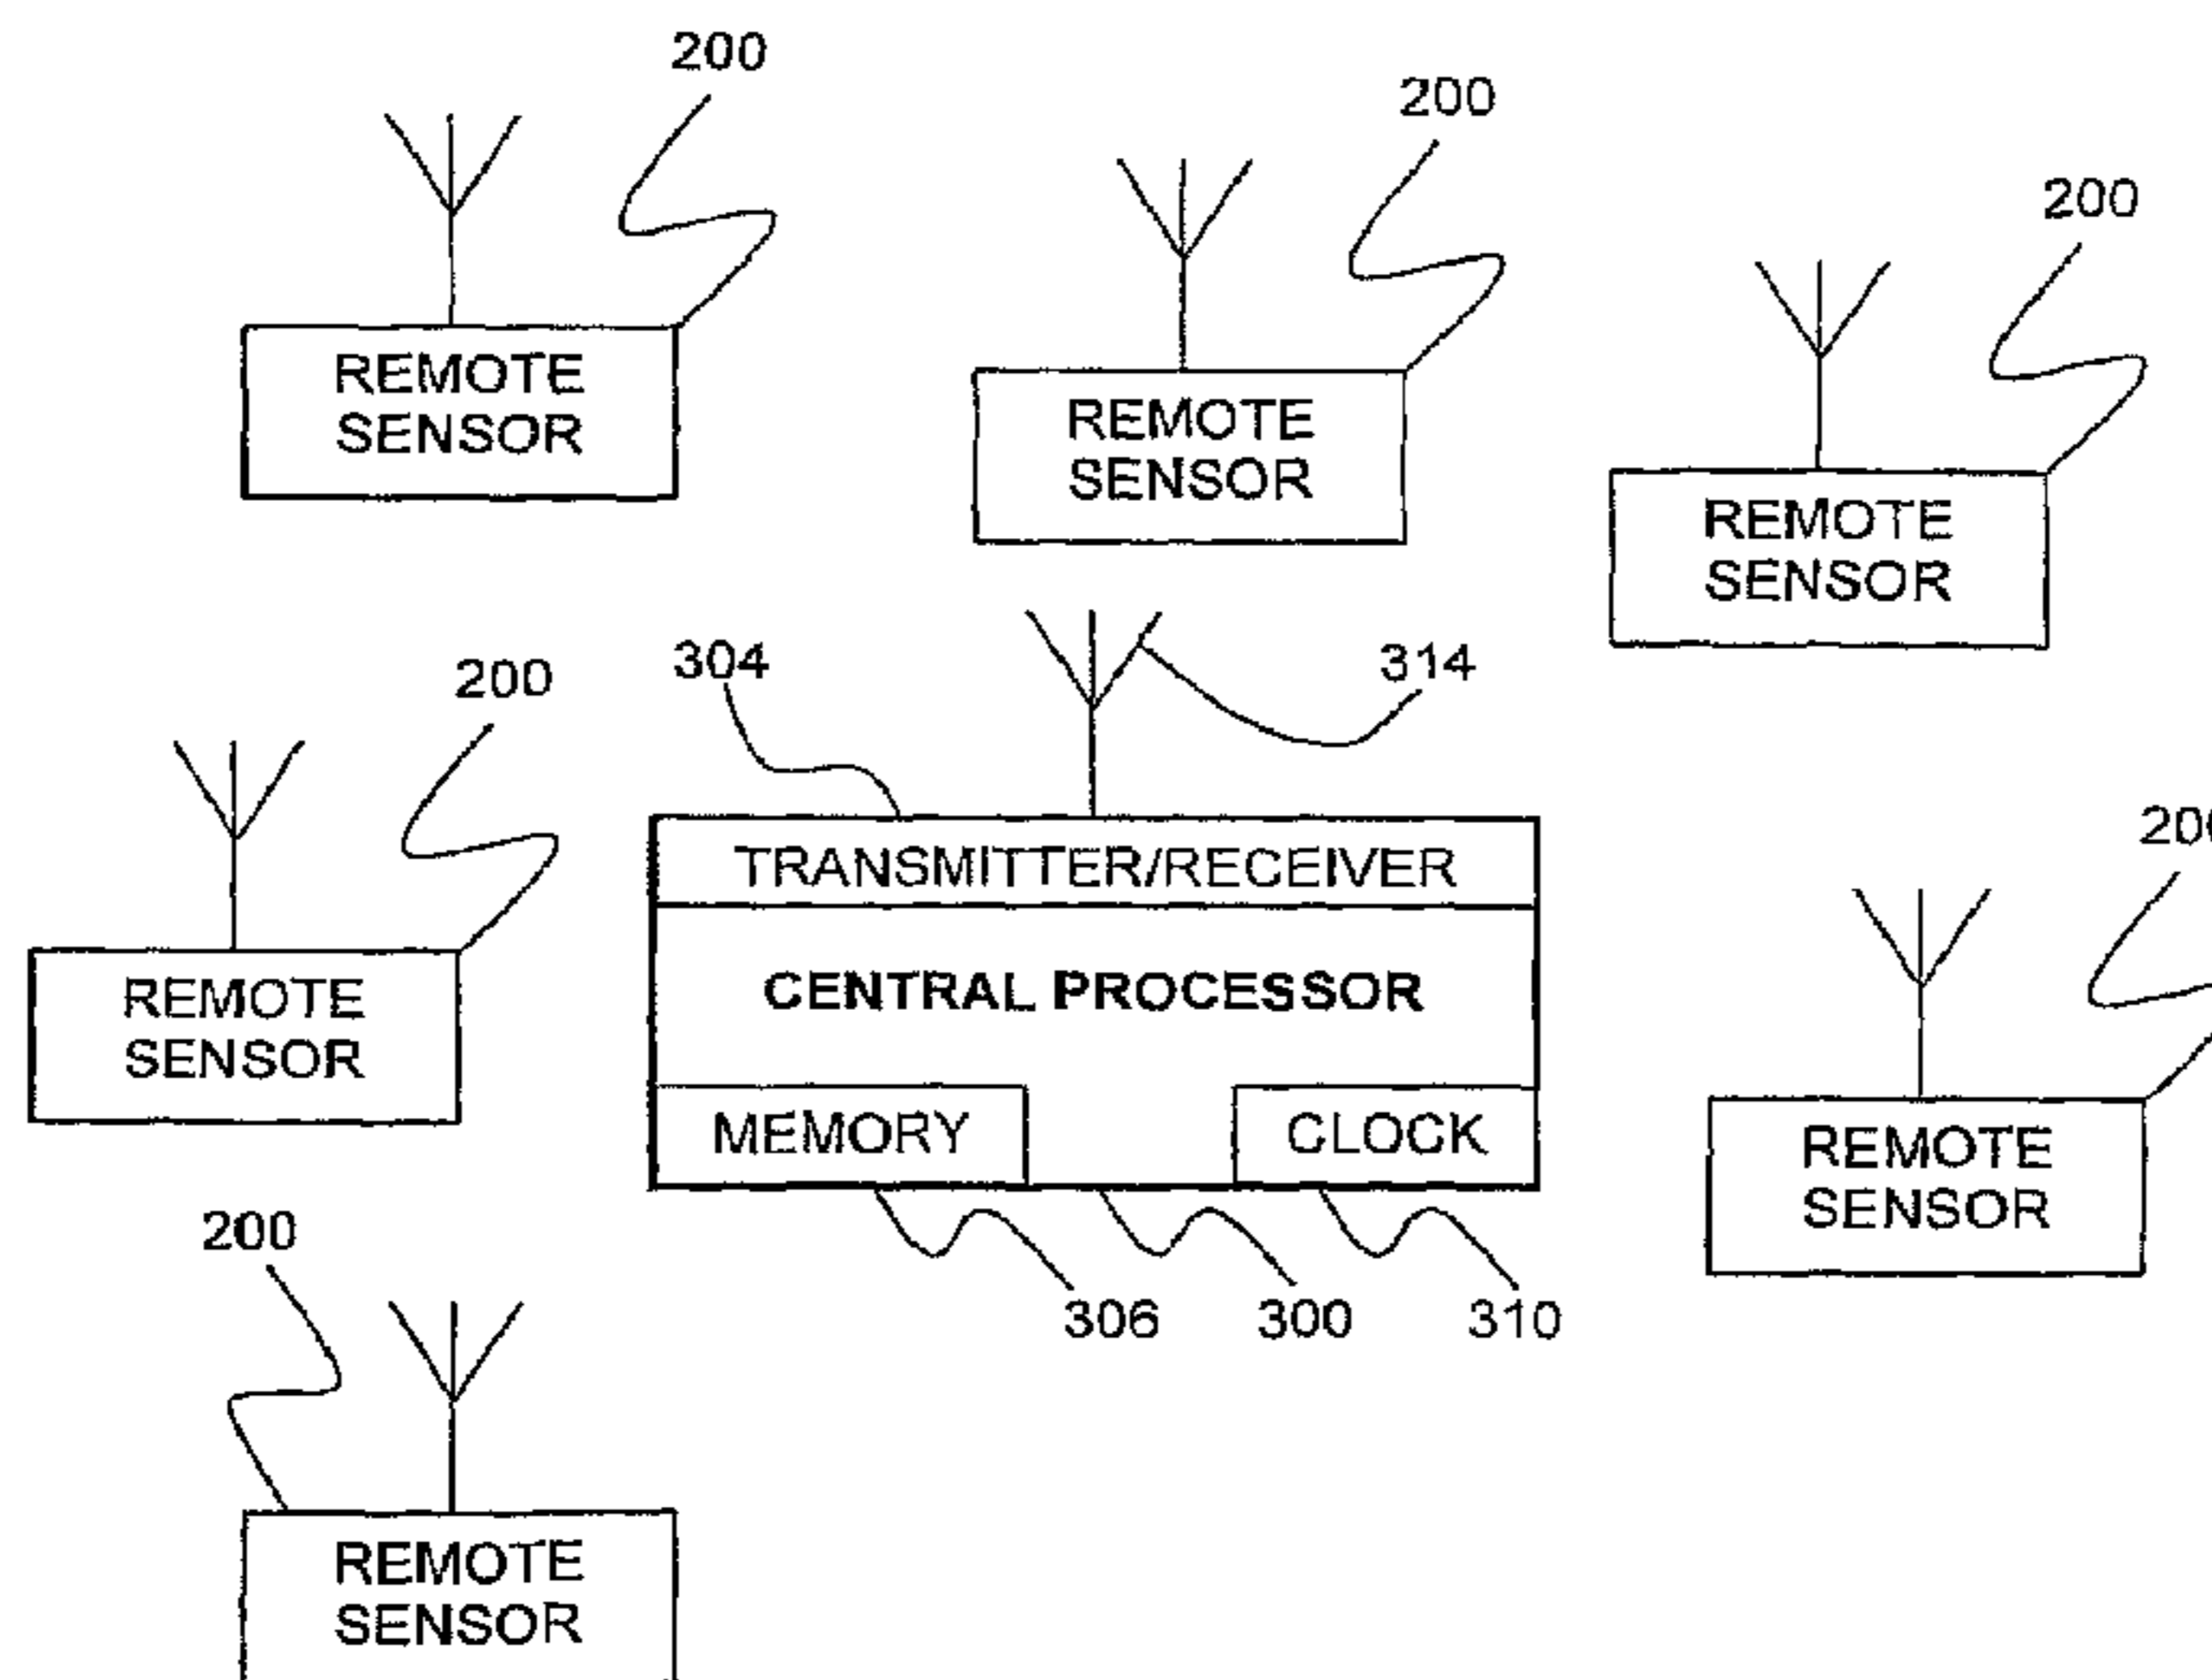 200
200
200
REMOTE
SENSOR
REMOTE
SENSOR
REMOTE
SENSOR
304
314
200
200
TRANSMITTER/RECEIVER
CENTRAL PROCESSOR
REMOTE
SENSOR
MEMORY
CLOCK
REMOTE
SENSOR
200
306
300
310
REMOTE
SENSOR